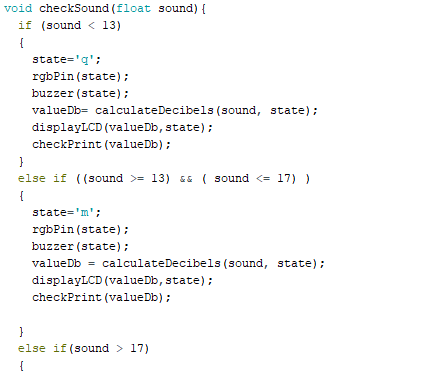 void checkSound(float sound){
if (sound < 13)
{
state='q';
rgbPin(state);
buzzer(state);
valueDb= calculateDecibels(sound, state);
displayLCD(valueDb,state);
checkPrint(valueDb);
}
else if ((sound >= 13) && ( sound <= 17) )
{
state='m';
rgbPin(state);
buzzer(state);
valueDb = calculateDecibels(sound, state);
displayLCD(valueDb,state);
checkPrint(valueDb);
}
else if(sound > 17)
{